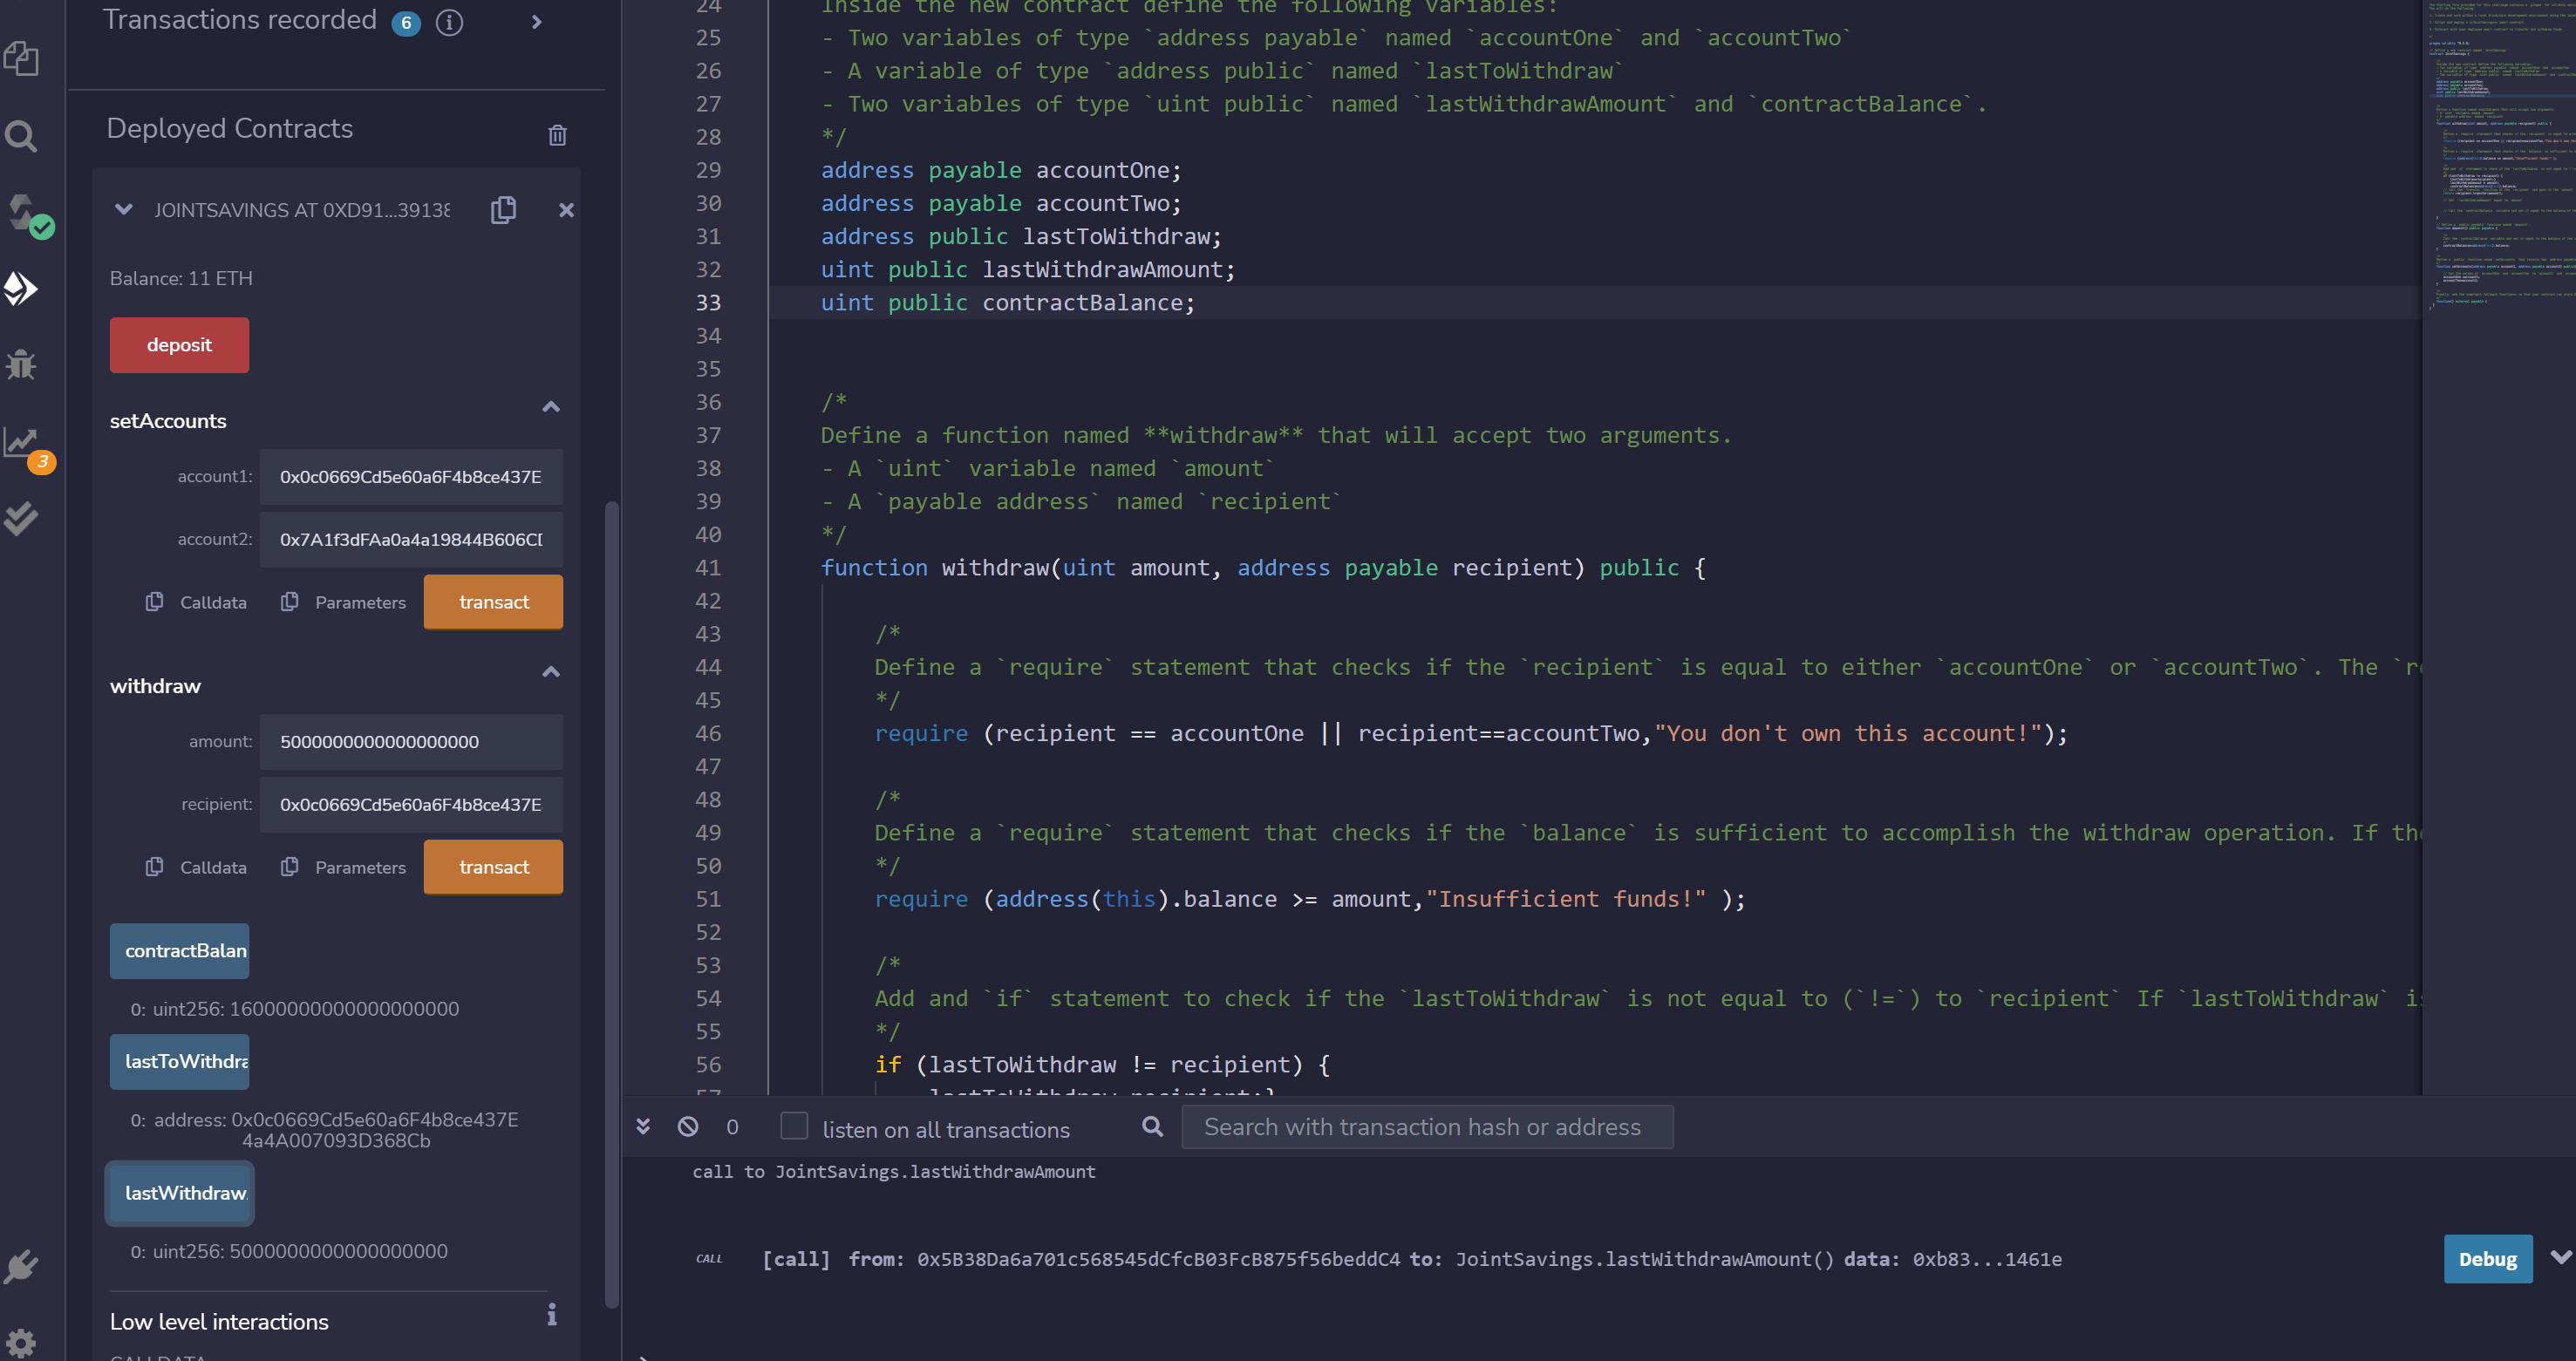 Transactions recorded 6
Deployed Contracts
JOINTSAVINGS AT 0XD91...39138
Balance: 11 ETH
deposit
setAccounts
account1: 0x0c0669Cd5e60a6F4b8ce437E
account2: 0x7A1f3dFAa0a4a19844B606CD
Calldata Parameters transact
withdraw
amount: 5000000000000000000
recipient: 0x0c0669Cd5e60a6F4b8ce437E
Calldata Parameters transact
contractBalan
0: uint256: 16000000000000000000
lastToWithdra
0: address: 0x0c0669Cd5e60a6F4b8ce437E
4a4A007093D368Cb
lastWithdraw
0: uint256: 5000000000000000000
Low level interactions
CALLDATA
3
24 Inside the new contract define the following variables:
25 - Two variables of type `address payable` named `accountOne` and `accountTwo`
26 - A variable of type `address public` named `lastToWithdraw`
27 - Two variables of type `uint public` named `lastWithdrawAmount` and `contractBalance`.
28 */
29 address payable accountOne;
30 address payable accountTwo;
31 address public lastToWithdraw;
32 uint public lastWithdrawAmount;
33 uint public contractBalance;
34
35
36 /*
37 Define a function named **withdraw** that will accept two arguments.
38 - A `uint` variable named `amount`
39 - A `payable address` named `recipient`
40 */
41 function withdraw(uint amount, address payable recipient) public {
42
43 /*
44 Define a `require` statement that checks if the `recipient` is equal to either `accountOne` or `accountTwo`. The `re
45 */
46 require (recipient == accountOne || recipient==accountTwo,"You don't own this account!");
47
48 /*
49 Define a `require` statement that checks if the `balance` is sufficient to accomplish the withdraw operation. If the
50 */
51 require (address(this).balance >= amount,"Insufficient funds!" );
52
53 /*
54 Add and `if` statement to check if the `lastToWithdraw` is not equal to (`!=`) to `recipient` If `lastToWithdraw` is
55 */
56 if (lastToWithdraw != recipient) {
57 lastToWithdraw=recipient;}
0 listen on all transactions Search with transaction hash or address
call to JointSavings.lastWithdrawAmount
CALL [call] from: 0x5B38Da6a701c568545dCfcB03FcB875f56beddC4 to: JointSavings.lastWithdrawAmount() data: 0xb83...1461e Debug